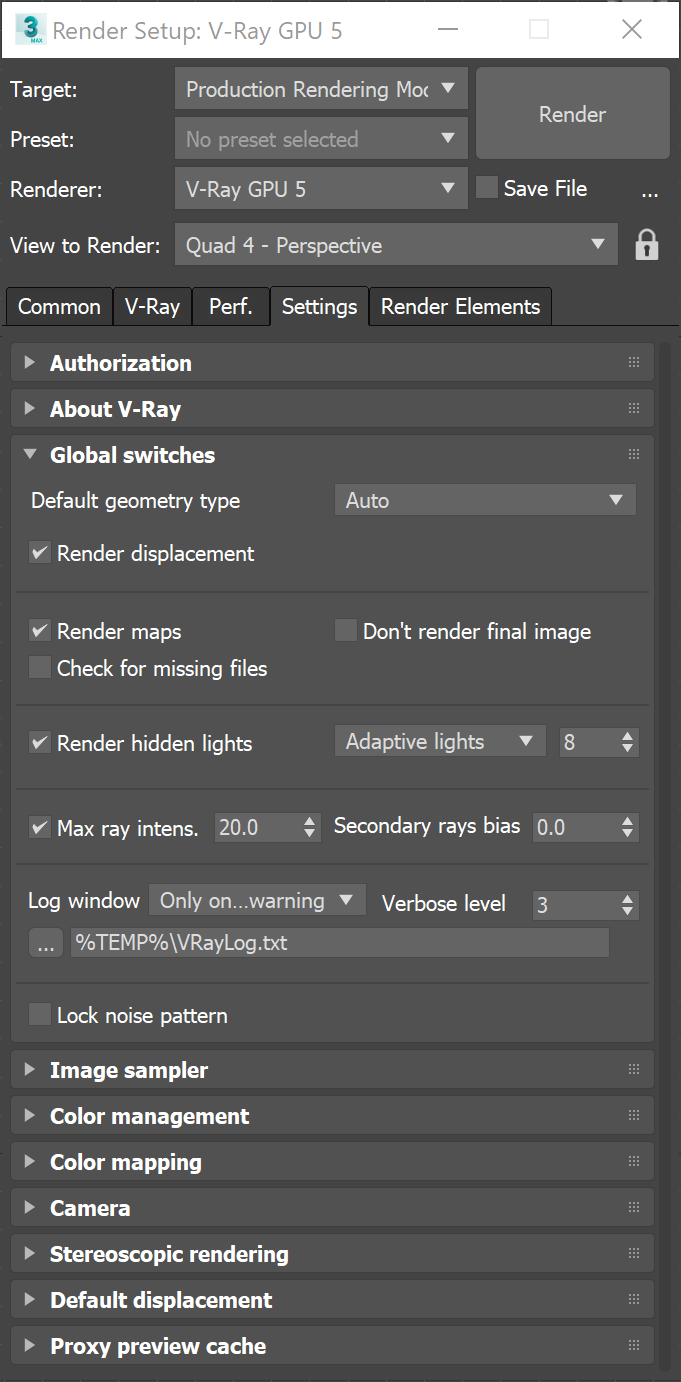 3
MAX
Render Setup: V-Ray GPU 5
Target:
Production Rendering Mod
Render
Preset:
No preset selected
Renderer:
V-Ray GPU 5
Save File
...
View to Render:
Quad 4 - Perspective
Common
V-Ray
Perf.
Settings
Render Elements
Authorization
About V-Ray
Global switches
Default geometry type
Auto
Render displacement
Render maps
Don't render final image
Check for missing files
Render hidden lights
Adaptive lights
8
Max ray intens.
20.0
Secondary rays bias
0.0
Log window
Only on...warning
Verbose level
3
...
%TEMP%\VRayLog.txt
Lock noise pattern
Image sampler
Color management
Color mapping
Camera
Stereoscopic rendering
Default displacement
Proxy preview cache